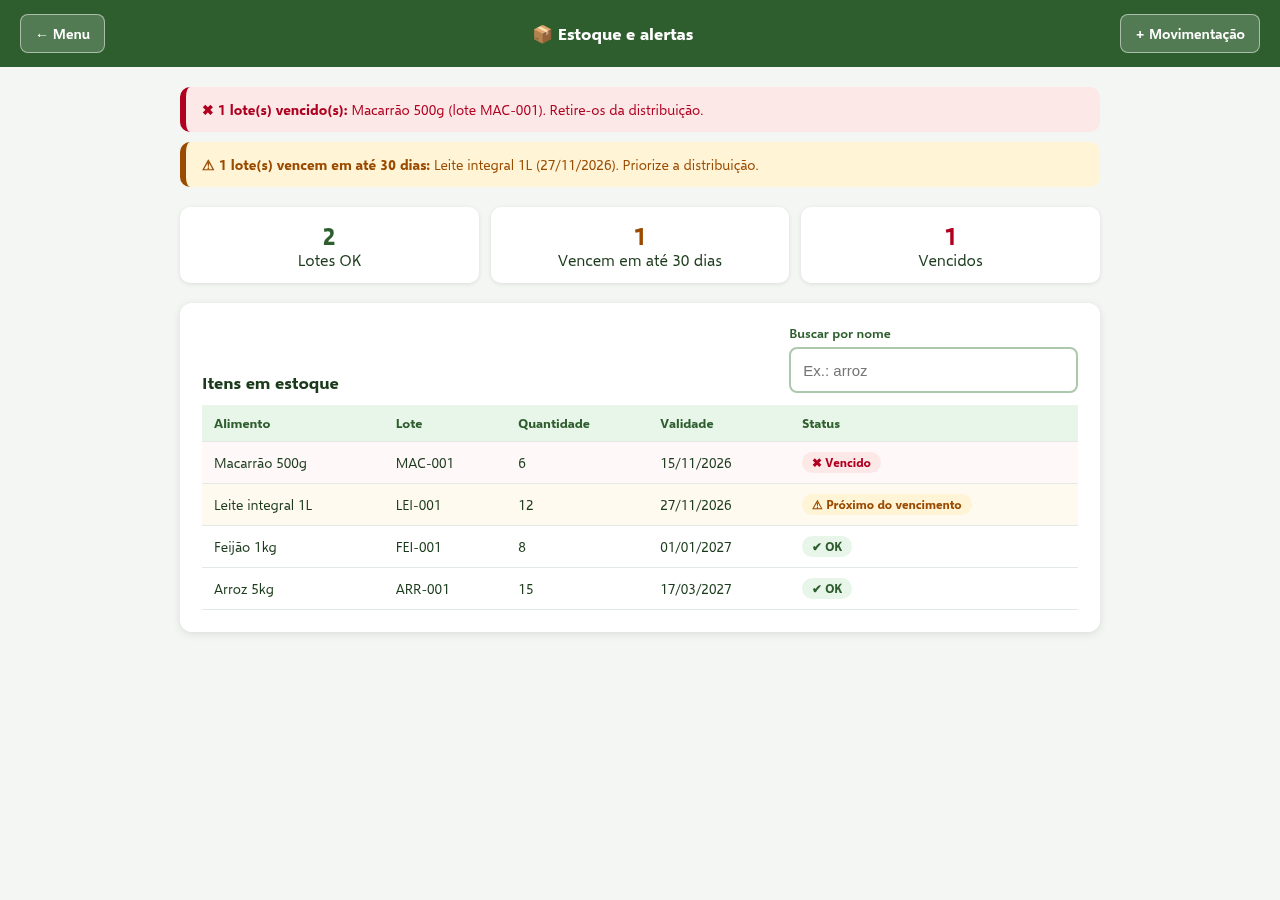 ← Menu
📦 Estoque e alertas
+ Movimentação
✖ 1 lote(s) vencido(s): Macarrão 500g (lote MAC-001). Retire-os da distribuição.
⚠ 1 lote(s) vencem em até 30 dias: Leite integral 1L (27/11/2026). Priorize a distribuição.
2
Lotes OK
1
Vencem em até 30 dias
1
Vencidos
Itens em estoque
Buscar por nome
Ex.: arroz
Alimento Lote Quantidade Validade Status
Macarrão 500g MAC-001 6 15/11/2026 ✖ Vencido
Leite integral 1L LEI-001 12 27/11/2026 ⚠ Próximo do vencimento
Feijão 1kg FEI-001 8 01/01/2027 ✔ OK
Arroz 5kg ARR-001 15 17/03/2027 ✔ OK